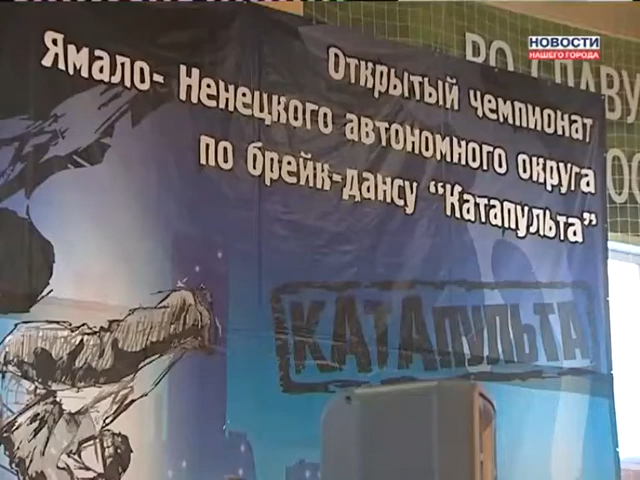 НОВОСТИ
НАШЕГО ГОРОДА
Открытый чемпионат
Ямало- Ненецкого автономного округа
по брейк-дансу “Катапульта”
КАТАПУЛЬТА